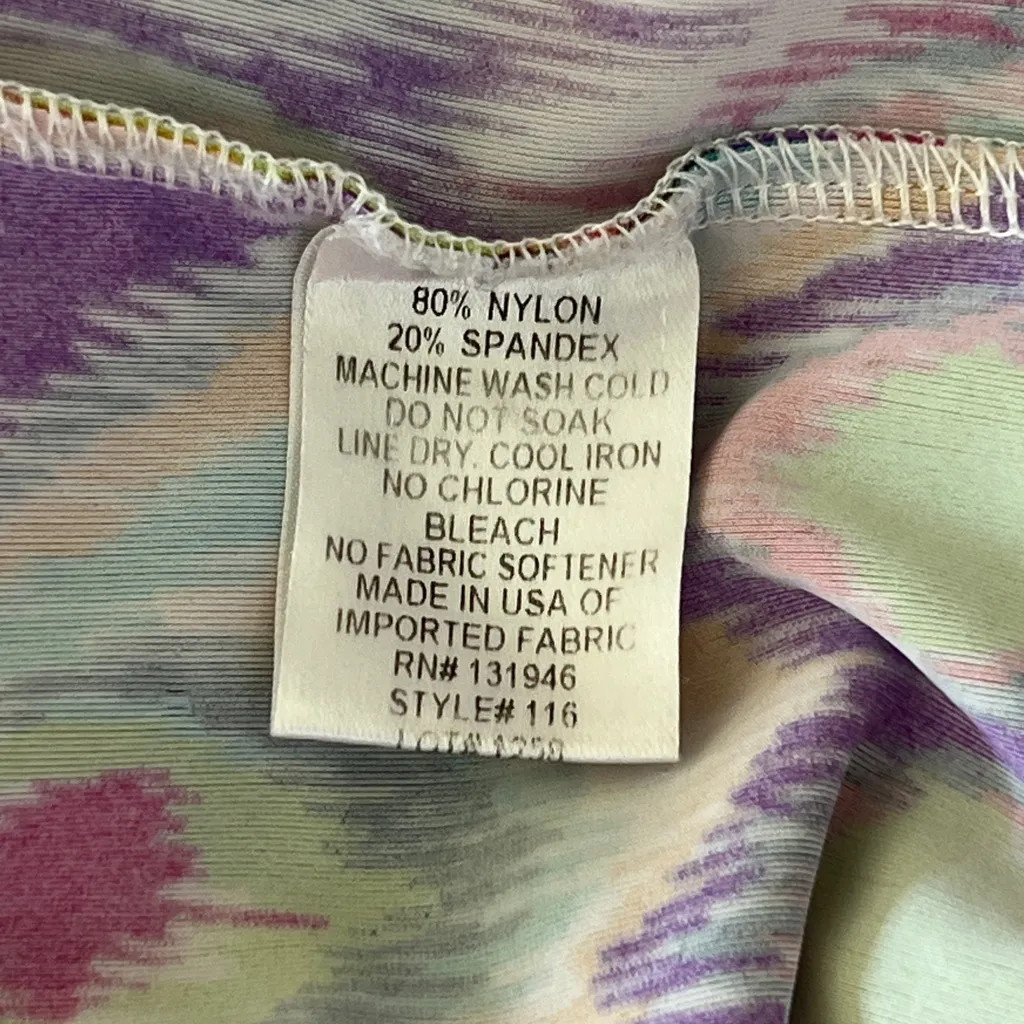 80% NYLON
20% SPANDEX
MACHINE WASH COLD
DO NOT SOAK
LINE DRY, COOL IRON
NO CHLORINE
BLEACH
NO FABRIC SOFTENER
MADE IN USA OF
IMPORTED FABRIC
RN# 131946
STYLE# 116
LOT#